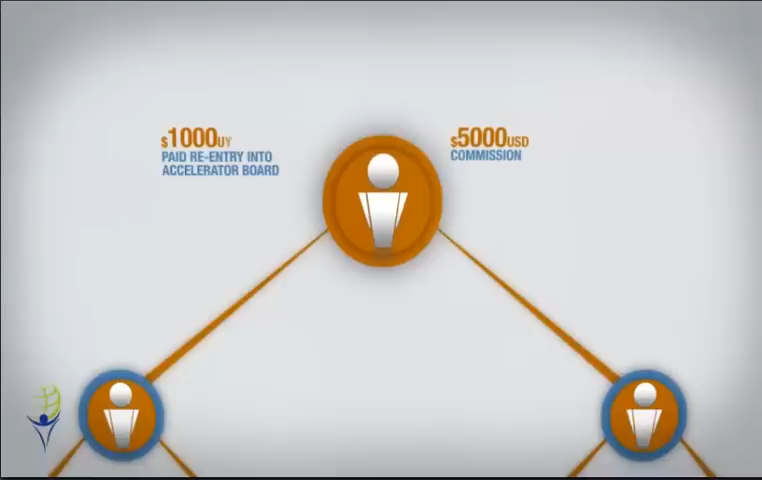 $1000UY
PAID RE-ENTRY INTO
ACCELERATOR BOARD
$5000USD
COMMISSION